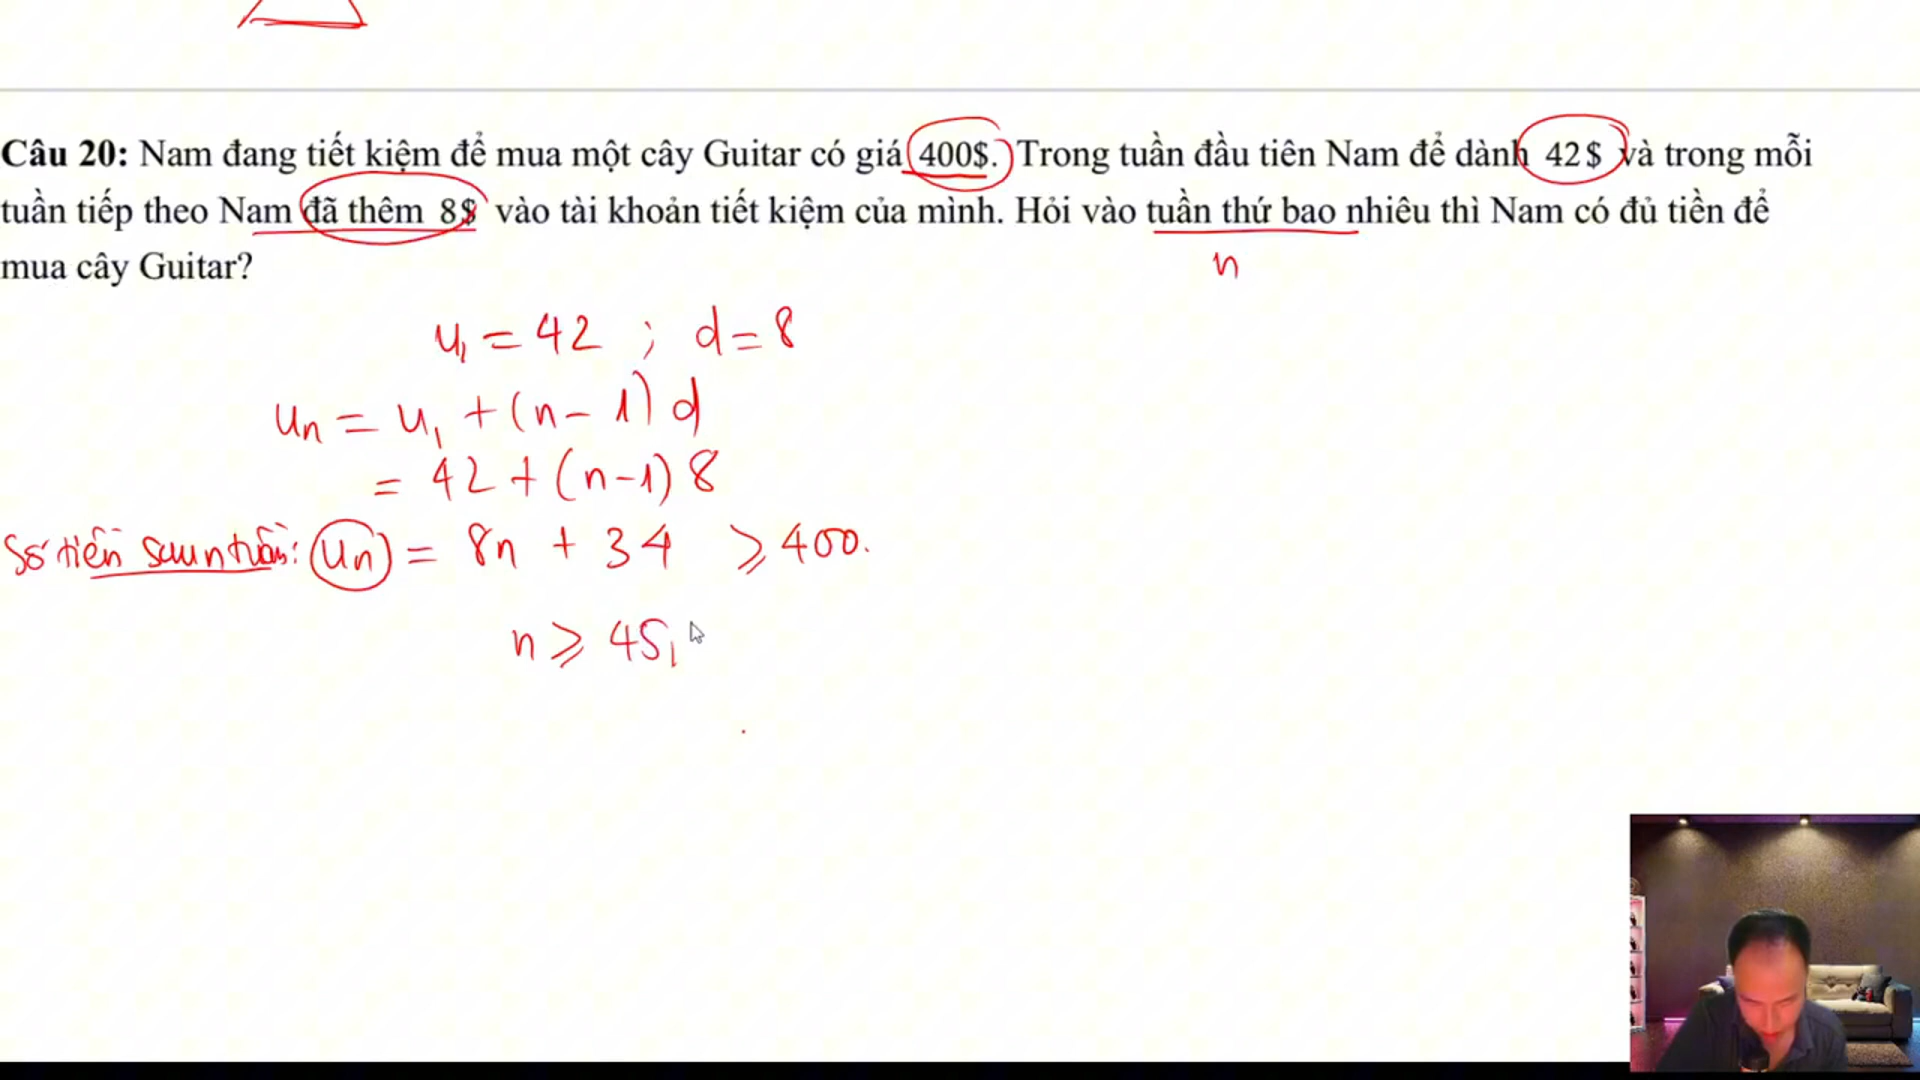 Câu 20: Nam đang tiết kiệm để mua một cây Guitar có giá 400$. Trong tuần đầu tiên Nam để dành 42$ và trong mỗi
tuần tiếp theo Nam đã thêm 8$ vào tài khoản tiết kiệm của mình. Hỏi vào tuần thứ bao nhiêu thì Nam có đủ tiền để
mua cây Guitar?
n
u₁ = 42 ; d = 8
uₙ = u₁ + (n - 1) d
= 42 + (n - 1) 8
Số tiền sau n tuần: uₙ = 8n + 34 ⩾ 400.
n ⩾ 45,